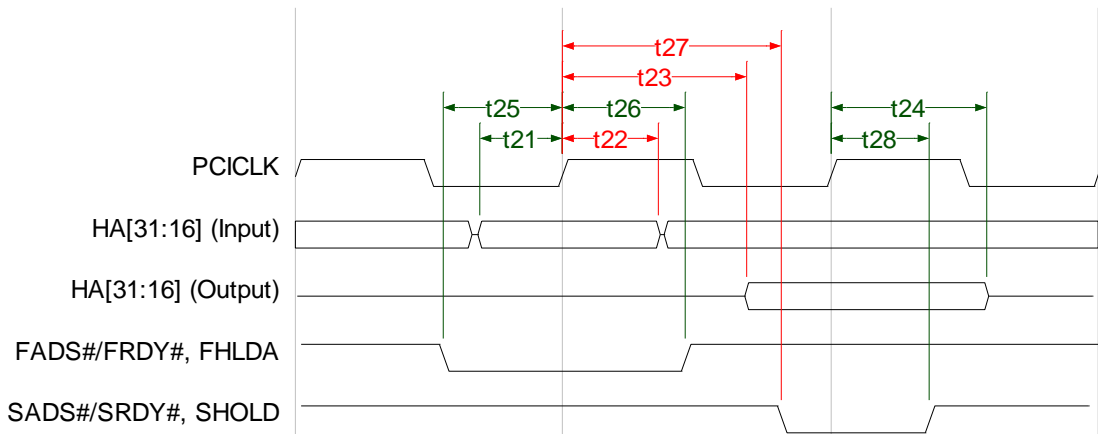 t27
t23
t25 t26 t24
t21 t22 t28
PCICLK
HA[31:16] (Input)
HA[31:16] (Output)
FADS#/FRDY#, FHLDA
SADS#/SRDY#, SHOLD